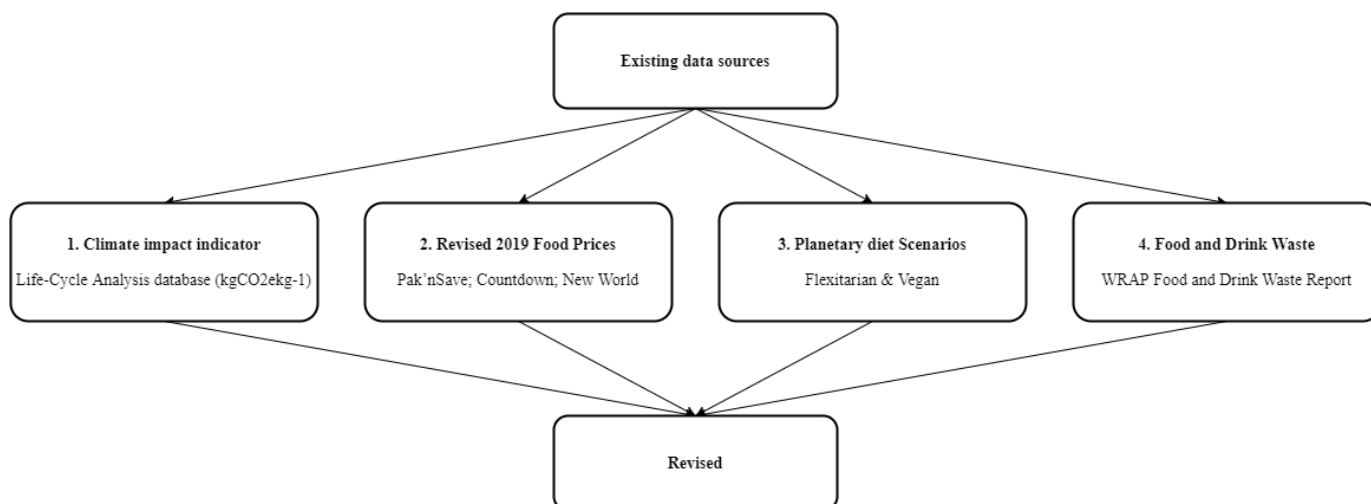 Existing data sources
1. Climate impact indicator
Life-Cycle Analysis database (kgCO2ekg-1)
2. Revised 2019 Food Prices
Pak’nSave; Countdown; New World
3. Planetary diet Scenarios
Flexitarian & Vegan
4. Food and Drink Waste
WRAP Food and Drink Waste Report
Revised